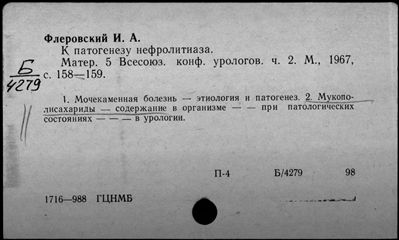 Флеровский И. А.
К патогенезу нефролитиаза.
Матер. 5 Всесоюз. конф. урологов. ч. 2. М., 1967,
с. 158—159.
Б
4279
1. Мочекаменная болезнь — этиология и патогенез. 2. Мукопо-
лисахариды — содержание в организме — — при патологических
состояниях — — — в урологии.
П-4 Б/4279 98
1716—988 ГЦНМБ